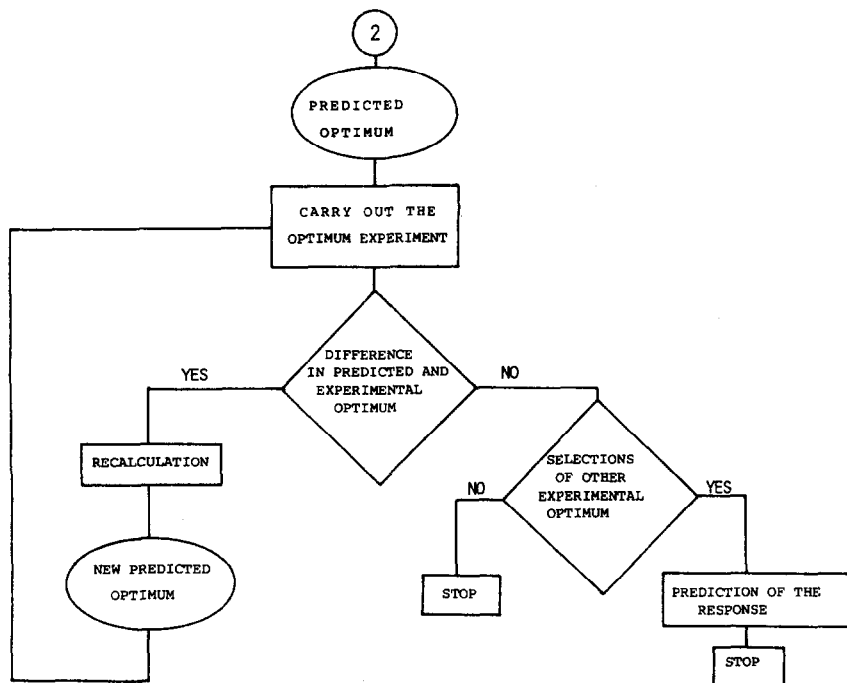 2
PREDICTED
OPTIMUM
CARRY OUT THE
OPTIMUM EXPERIMENT
DIFFERENCE
IN PREDICTED AND
EXPERIMENTAL
OPTIMUM
YES
NO
RECALCULATION
NEW PREDICTED
OPTIMUM
SELECTIONS
OF OTHER
EXPERIMENTAL
OPTIMUM
NO
YES
STOP
PREDICTION OF THE
RESPONSE
STOP